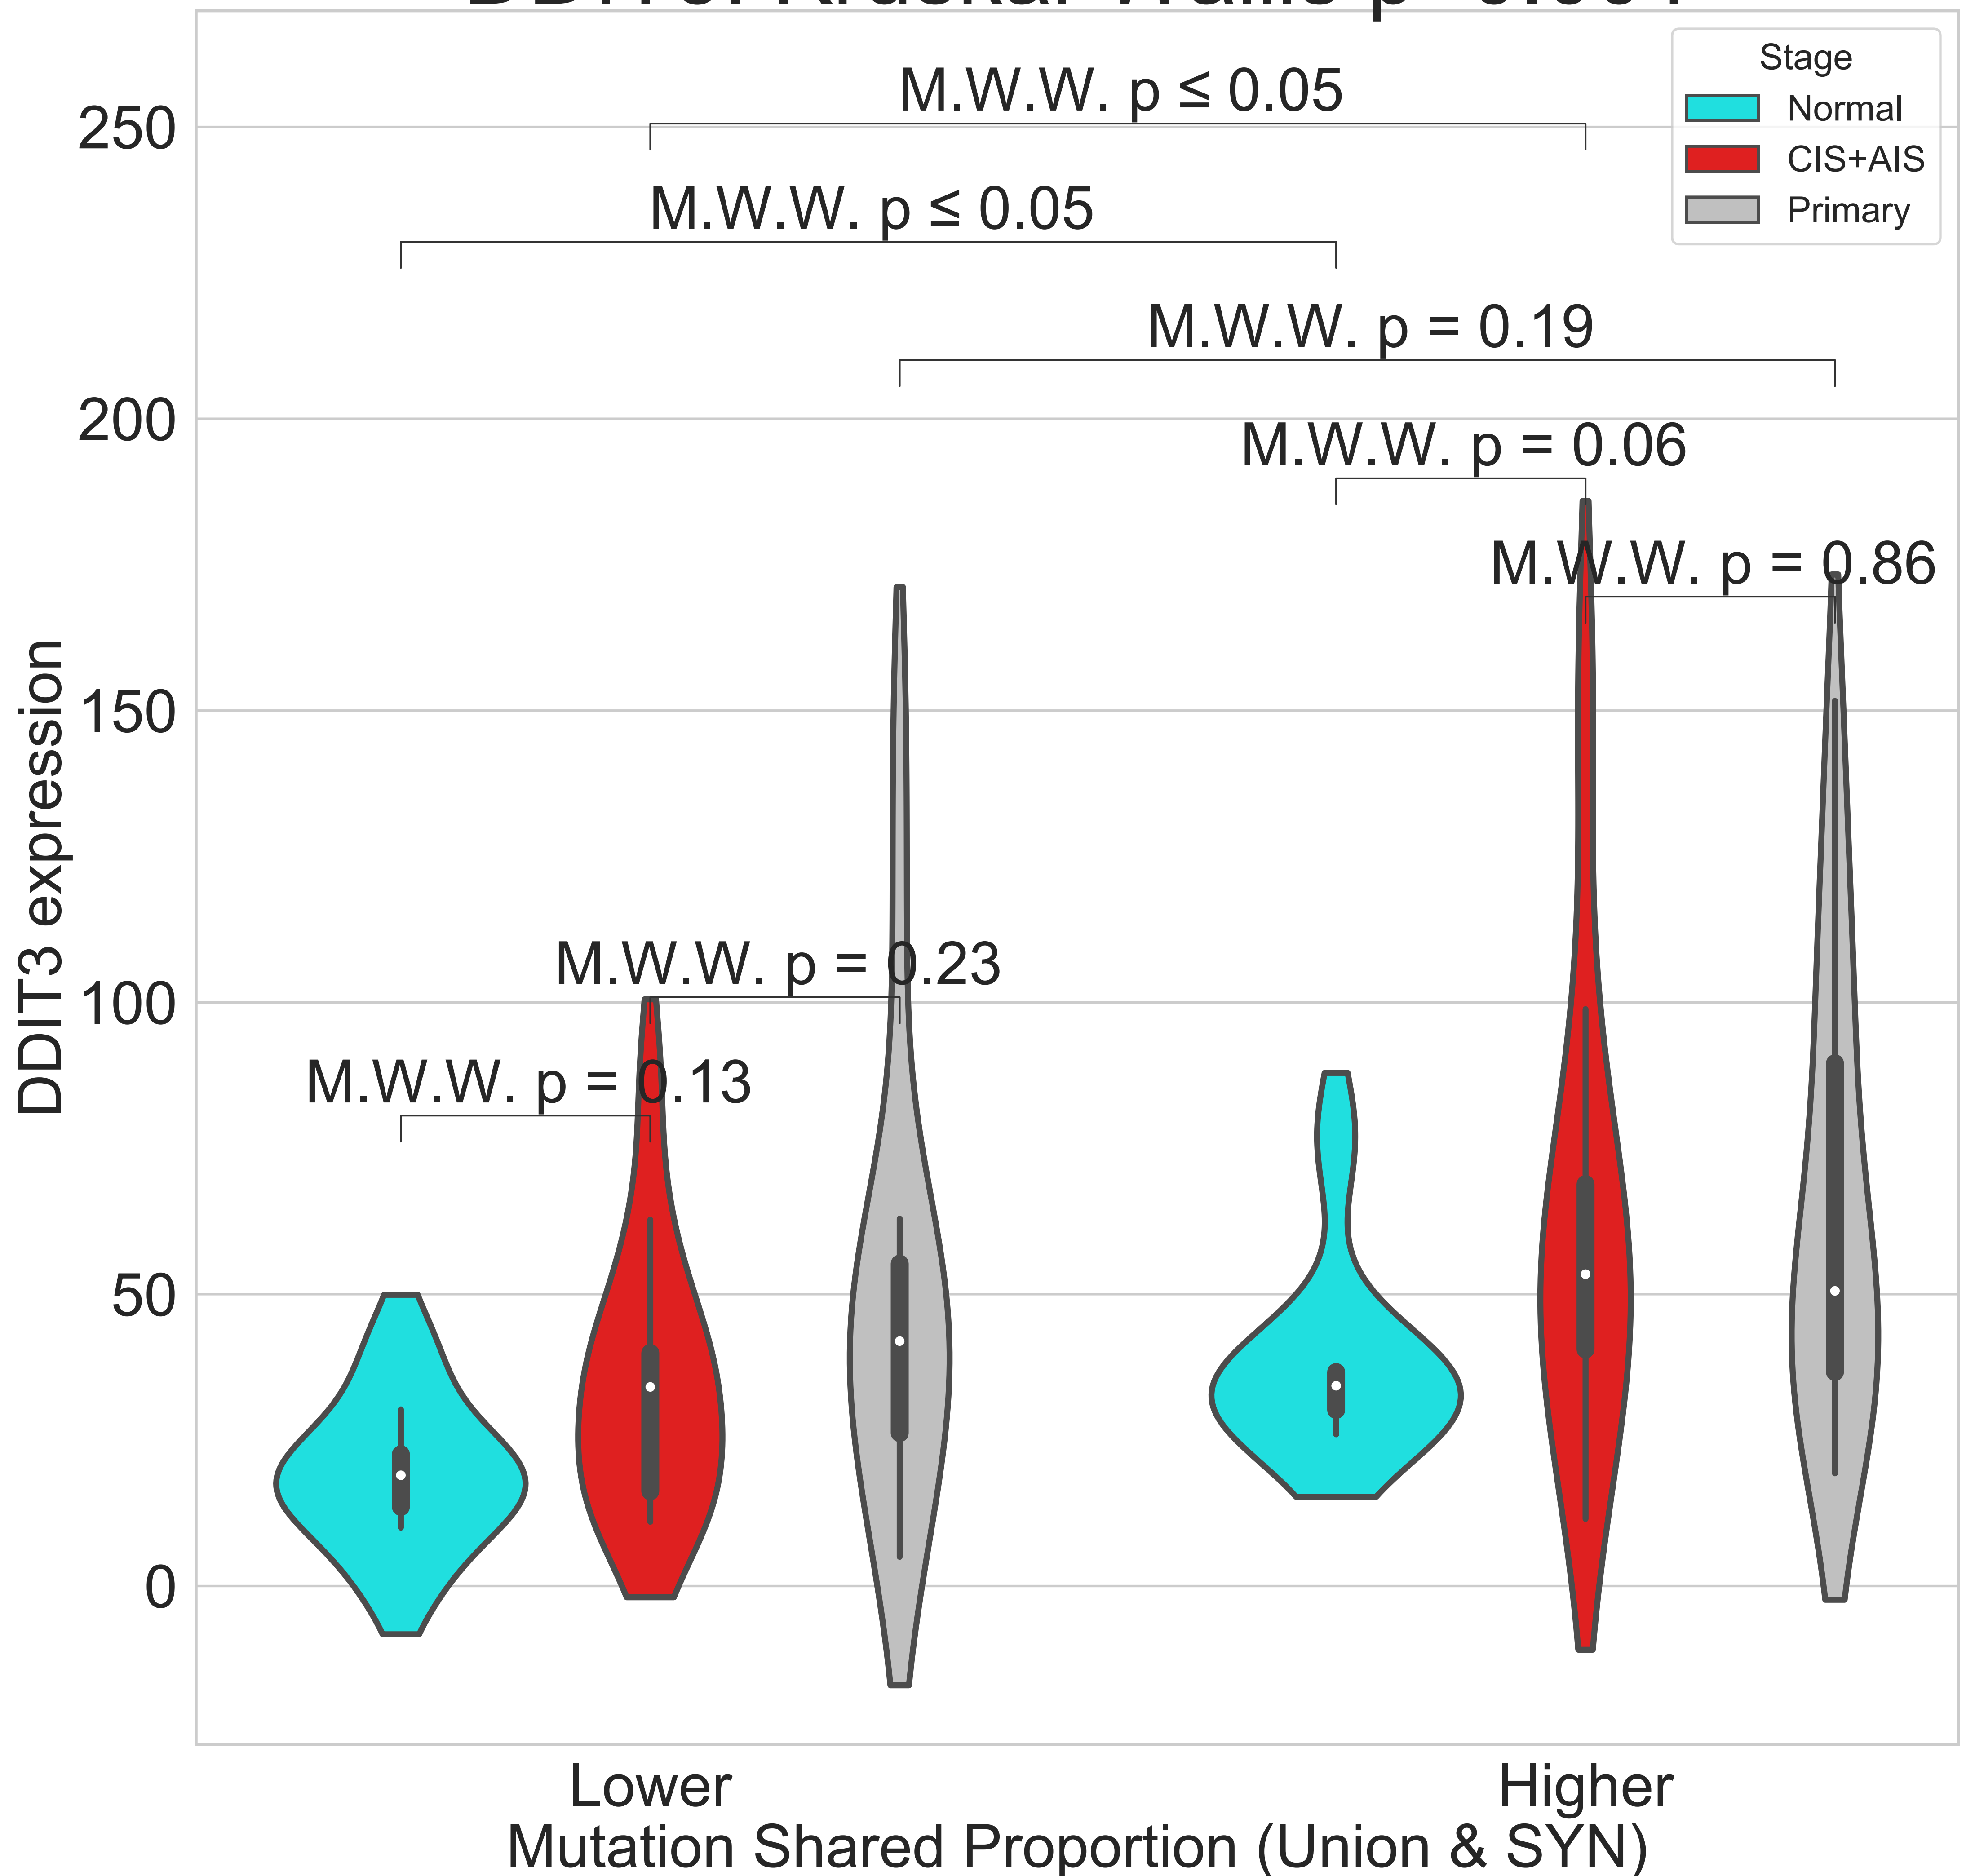 Stage
Normal
CIS+AIS
Primary
M.W.W. p ≤ 0.05
M.W.W. p ≤ 0.05
M.W.W. p = 0.19
M.W.W. p = 0.06
M.W.W. p = 0.86
M.W.W. p = 0.23
M.W.W. p = 0.13
250
200
150
100
50
0
DDIT3 expression
Lower
Higher
Mutation Shared Proportion (Union & SYN)